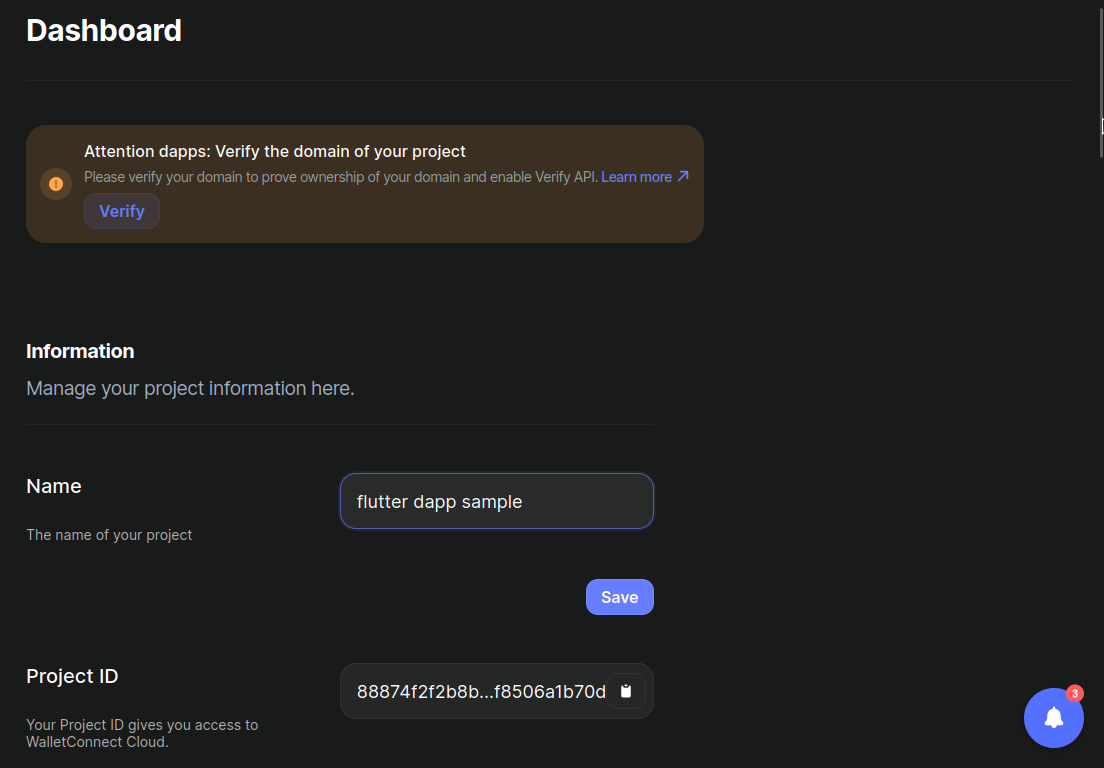 Dashboard
Attention dapps: Verify the domain of your project
Please verify your domain to prove ownership of your domain and enable Verify API. Learn more ↗
Verify
Information
Manage your project information here.
Name
flutter dapp sample
The name of your project
Save
Project ID
88874f2f2b8b...f8506a1b70d
Your Project ID gives you access to
WalletConnect Cloud.
3